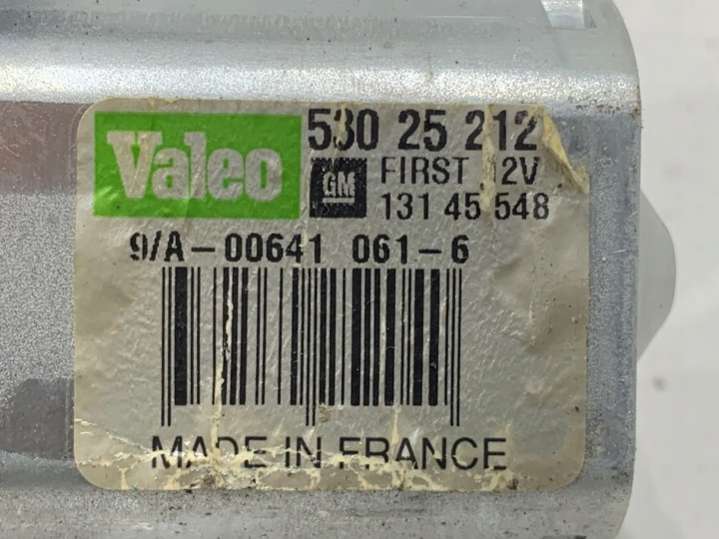 Valeo 530 25 212
GM FIRST 12V
131 45 548
9/A-00641 061-6
MADE IN FRANCE